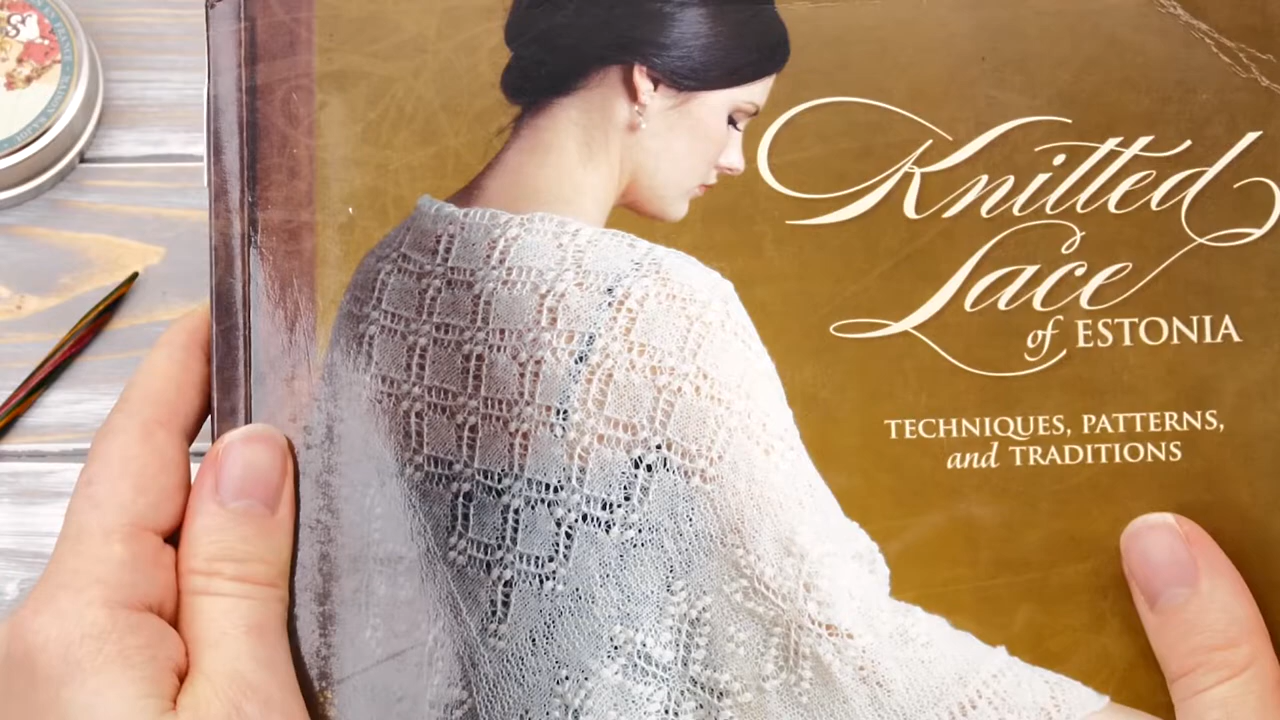 Knitted
Lace
of ESTONIA
TECHNIQUES, PATTERNS,
and TRADITIONS